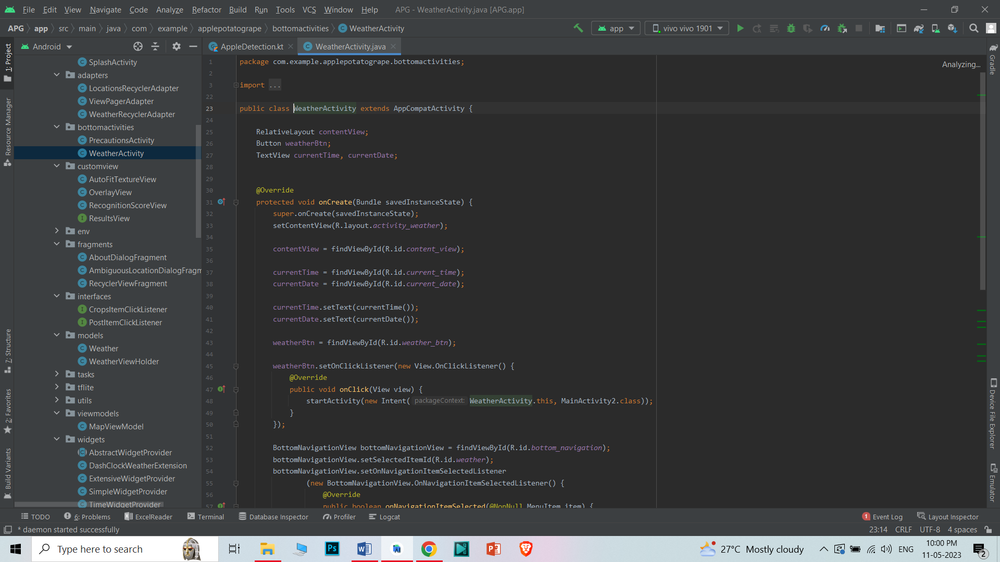 File Edit View Navigate Code Analyze Refactor Build Run Tools VCS Window Help APG - WeatherActivity.java [APG.app]
APG app src main java com example applepotatogrape bottomactivities WeatherActivity app vivo vivo 1901
Android AppleDetection.kt WeatherActivity.java
1: Project
Resource Manager
7: Structure
2: Favorites
Build Variants
SplashActivity
adapters
LocationsRecyclerAdapter
ViewPagerAdapter
WeatherRecyclerAdapter
bottomactivities
PrecautionsActivity
WeatherActivity
customview
AutoFitTextureView
OverlayView
RecognitionScoreView
ResultsView
env
fragments
AboutDialogFragment
AmbiguousLocationDialogFragm
RecyclerViewFragment
interfaces
CropsItemClickListener
PostItemClickListener
models
Weather
WeatherViewHolder
tasks
tflite
utils
viewmodels
MapViewModel
widgets
AbstractWidgetProvider
DashClockWeatherExtension
ExtensiveWidgetProvider
SimpleWidgetProvider
TimeWidgetProvider
1 package com.example.applepotatogrape.bottomactivities;
2
3 import ...
22
23 public class WeatherActivity extends AppCompatActivity {
24
25 RelativeLayout contentView;
26 Button weatherBtn;
27 TextView currentTime, currentDate;
28
29
30 @Override
31 protected void onCreate(Bundle savedInstanceState) {
32 super.onCreate(savedInstanceState);
33 setContentView(R.layout.activity_weather);
34
35 contentView = findViewById(R.id.content_view);
36
37 currentTime = findViewById(R.id.current_time);
38 currentDate = findViewById(R.id.current_date);
39
40 currentTime.setText(currentTime());
41 currentDate.setText(currentDate());
42
43 weatherBtn = findViewById(R.id.weather_btn);
44
45 weatherBtn.setOnClickListener(new View.OnClickListener() {
46 @Override
47 public void onClick(View view) {
48 startActivity(new Intent( packageContext: WeatherActivity.this, MainActivity2.class));
49 }
50 });
51
52 BottomNavigationView bottomNavigationView = findViewById(R.id.bottom_navigation);
53 bottomNavigationView.setSelectedItemId(R.id.weather);
54 bottomNavigationView.setOnNavigationItemSelectedListener
55 (new BottomNavigationView.OnNavigationItemSelectedListener() {
56 @Override
57 public boolean onNavigationItemSelected(@NonNull MenuItem item) {
Analyzing...
Gradle
Device File Explorer
Emulator
TODO 6: Problems ExcelReader Terminal Database Inspector Profiler Logcat 1 Event Log Layout Inspector
* daemon started successfully 23:14 CRLF UTF-8 4 spaces
Type here to search Ps 27°C Mostly cloudy ENG 10:00 PM
11-05-2023 2